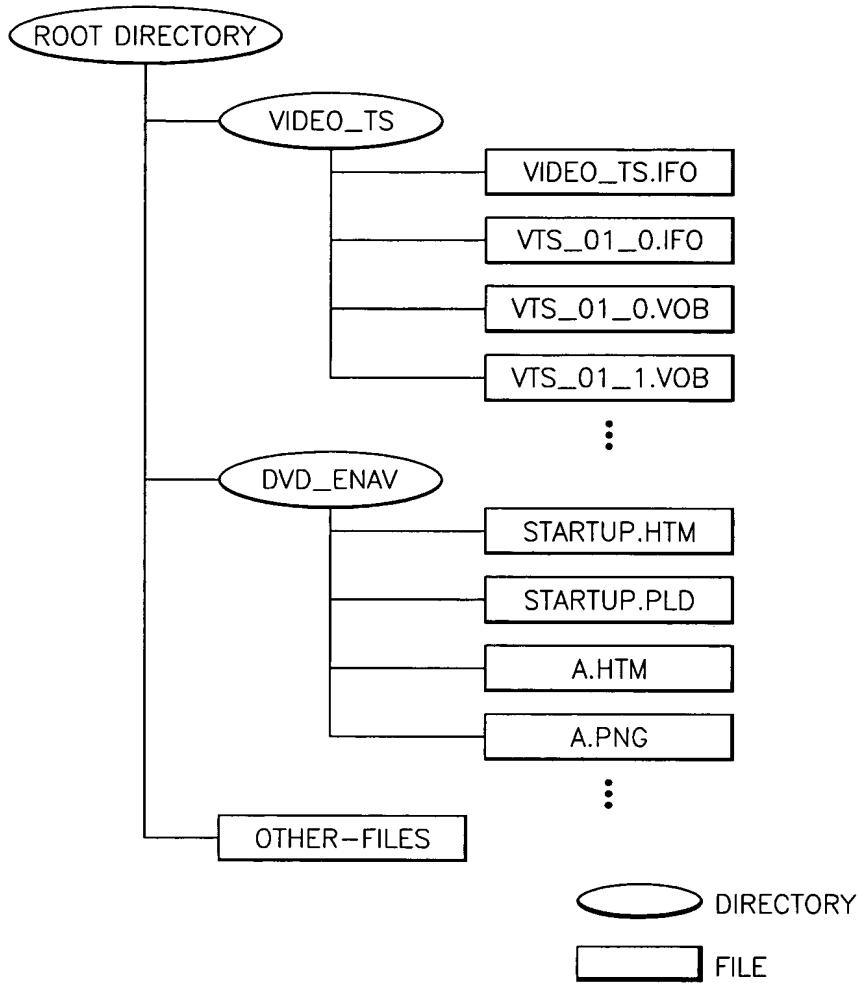 ROOT DIRECTORY
VIDEO_TS
VIDEO_TS.IFO
VTS_01_0.IFO
VTS_01_0.VOB
VTS_01_1.VOB
DVD_ENAV
STARTUP.HTM
STARTUP.PLD
A.HTM
A.PNG
OTHER-FILES
DIRECTORY
FILE